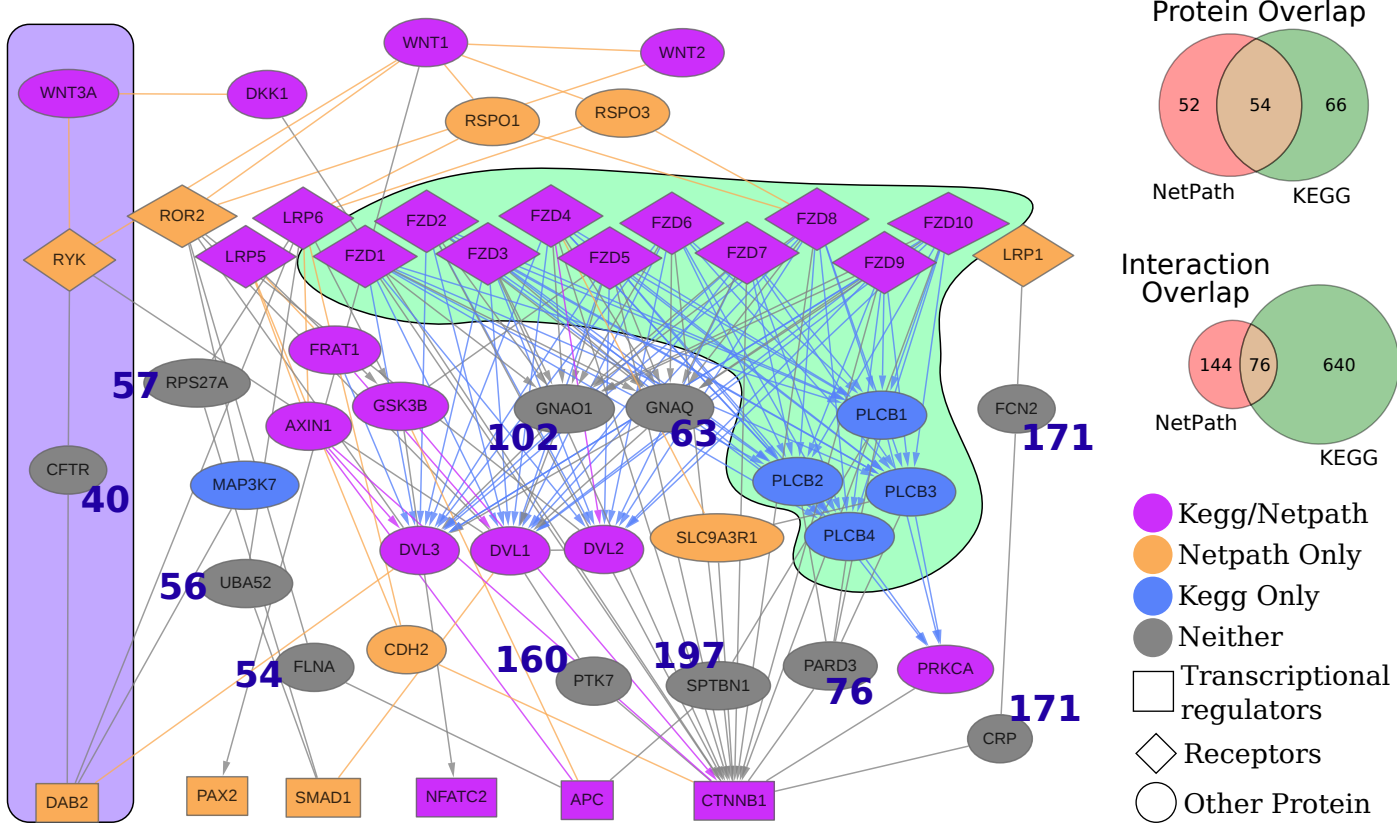 WNT1
WNT2
WNT3A
DKK1
RSPO1
RSPO3
ROR2
LRP6
FZD2
FZD4
FZD6
FZD8
FZD10
RYK
LRP5
FZD1
FZD3
FZD5
FZD7
FZD9
LRP1
FRAT1
57
RPS27A
GSK3B
GNAO1
GNAQ
PLCB1
FCN2
AXIN1
102
63
171
CFTR
40
MAP3K7
PLCB2
PLCB3
DVL3
DVL1
DVL2
SLC9A3R1
PLCB4
56
UBA52
54
FLNA
CDH2
160
PTK7
197
SPTBN1
PARD3
76
PRKCA
171
CRP
DAB2
PAX2
SMAD1
NFATC2
APC
CTNNB1
Protein Overlap
52
54
66
NetPath
KEGG
Interaction
Overlap
144
76
640
NetPath
KEGG
Kegg/Netpath
Netpath Only
Kegg Only
Neither
Transcriptional
regulators
Receptors
Other Protein